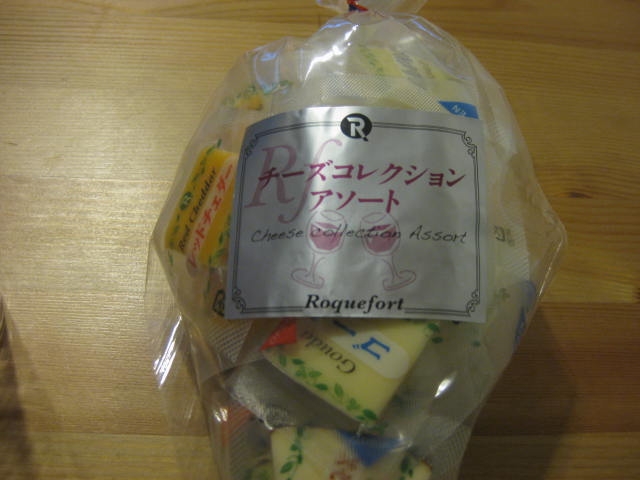 R
Rf
チーズコレクション
アソート
Cheese collection Assort
Roquefort
R
Red Cheddar
レッドチェダー
Gouda